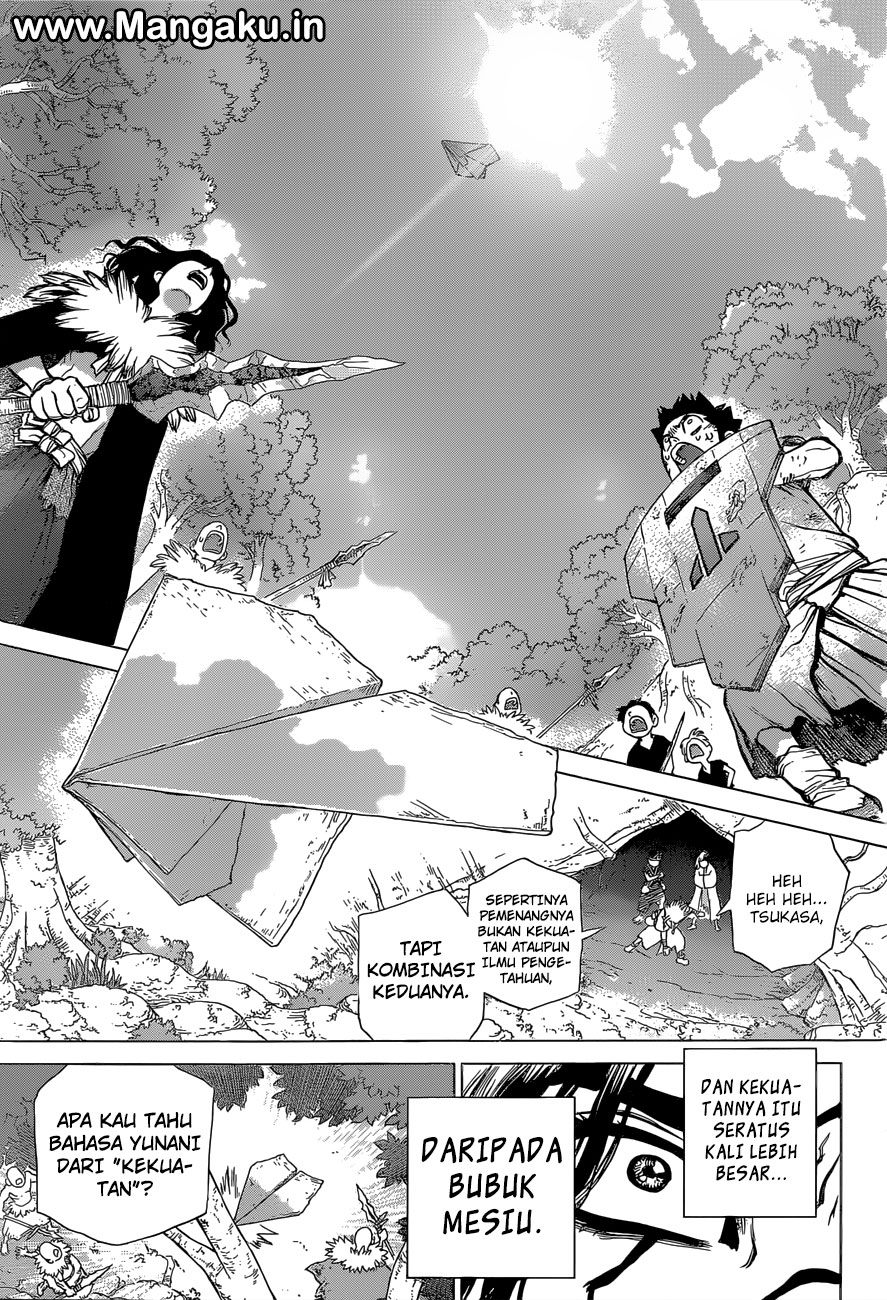 www.Mangaku.in
HEH
HEH HEH...
TSUKASA,
SEPERTINYA
PEMENANGNYA
BUKAN KEKUA-
TAN ATAUPUN
ILMU PENGE-
TAHUAN,
TAPI
KOMBINASI
KEDUANYA.
DAN KEKUA-
TANNYA ITU
SERATUS
KALI LEBIH
BESAR...
DARIPADA
BUBUK
MESIU.
APA KAU TAHU
BAHASA YUNANI
DARI "KEKUA-
TAN"?